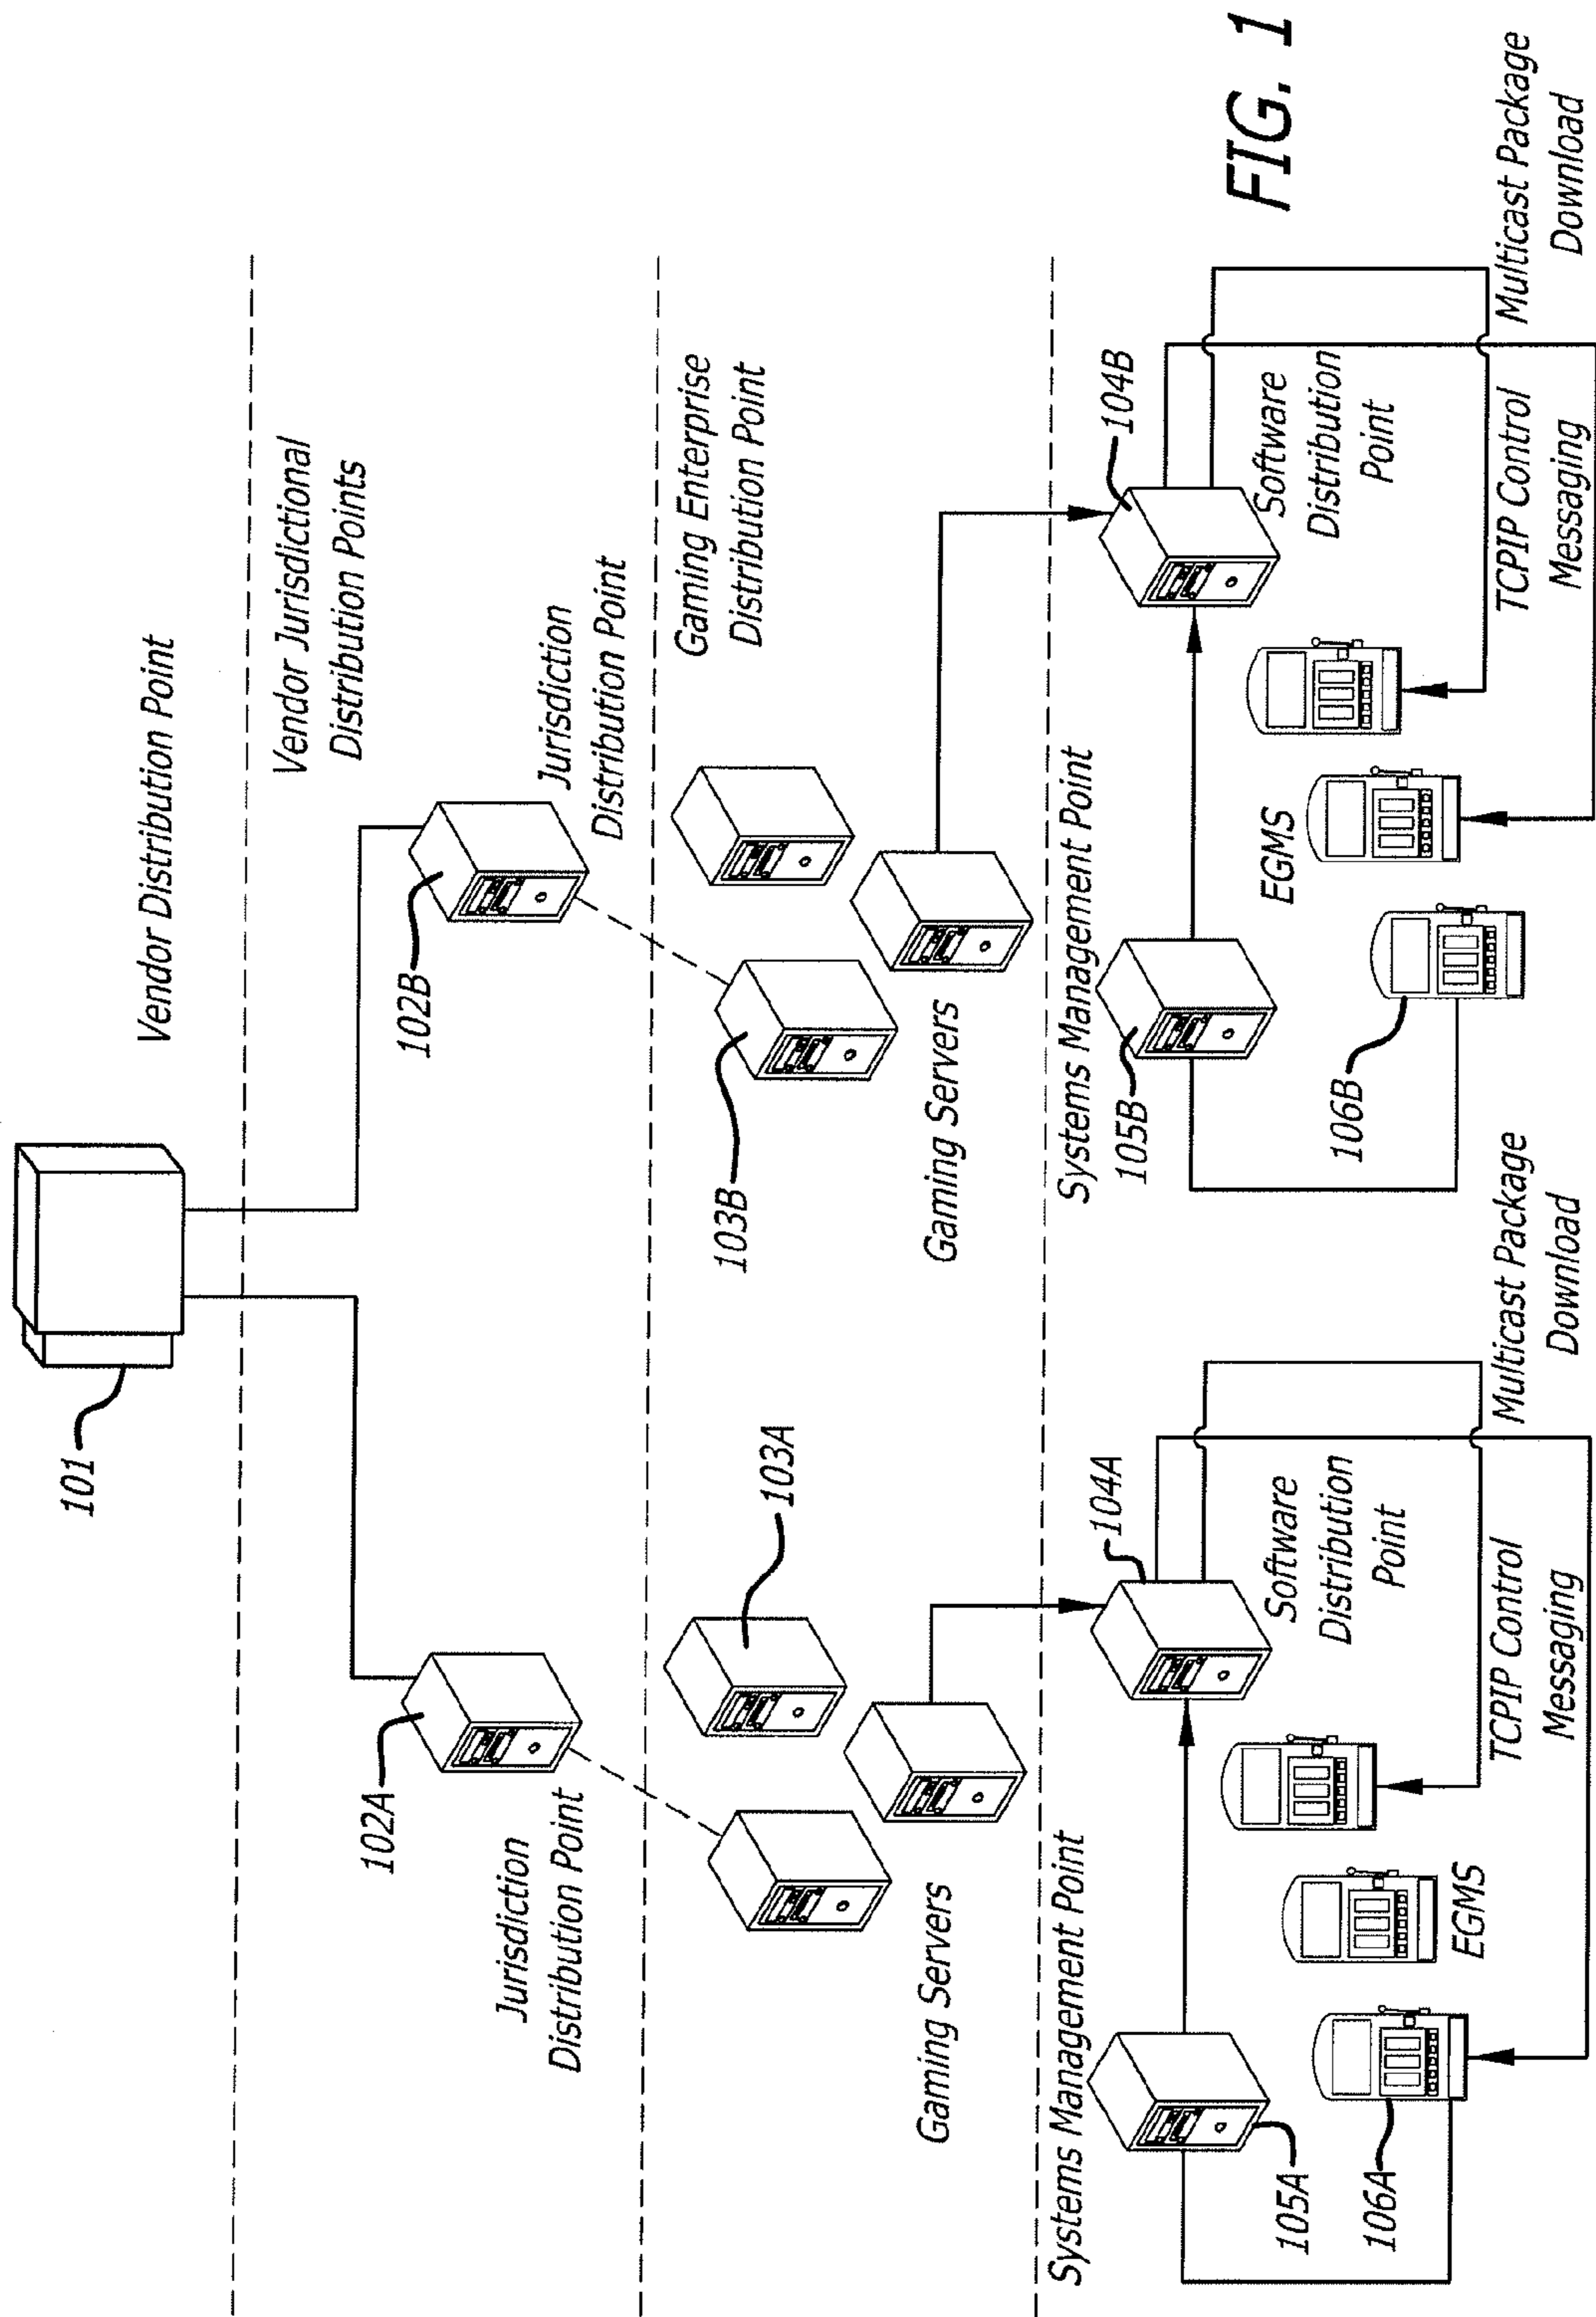 101
Vendor Distribution Point
Vendor Jurisdictional
Distribution Points
102A
Jurisdiction
Distribution Point
102B
Jurisdiction
Distribution Point
Gaming Enterprise
Distribution Point
103A
Gaming Servers
103B
Gaming Servers
Systems Management Point
105A
104A
Software
Distribution
Point
106A
EGMS
TCPIP Control
Messaging
Multicast Package
Download
Systems Management Point
105B
104B
Software
Distribution
Point
106B
EGMS
TCPIP Control
Messaging
Multicast Package
Download
FIG. 1